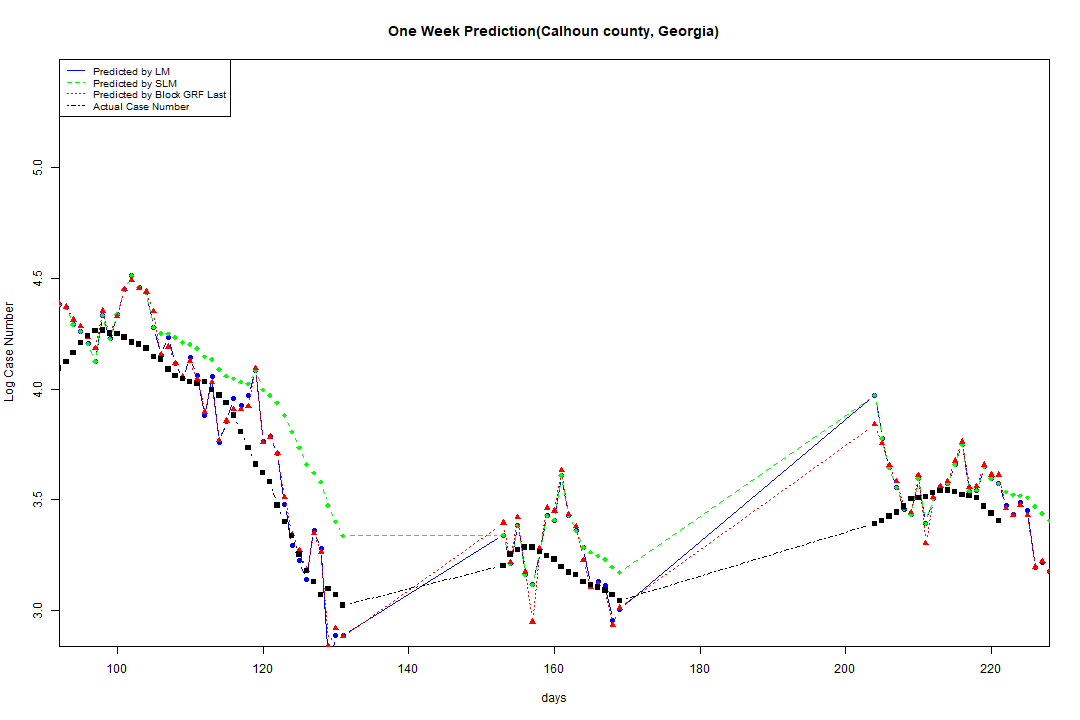 One Week Prediction(Calhoun county, Georgia)
Predicted by LM
Predicted by SLM
Predicted by Block GRF Last
Actual Case Number
5.0
4.5
4.0
3.5
3.0
Log Case Number
100 120 140 160 180 200 220
days